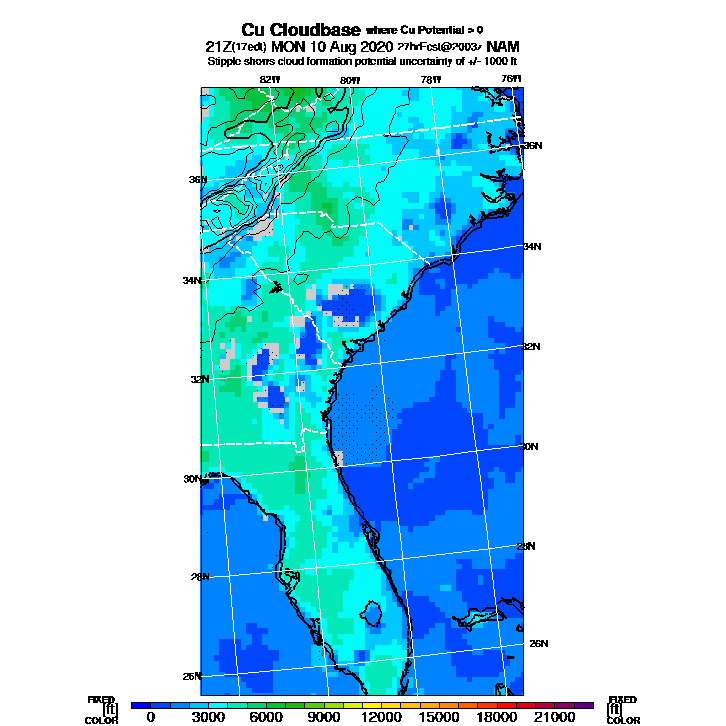 Cu Cloudbase where Cu Potential > 0
21Z(17edt) MON 10 Aug 2020 27hrFcst@2003z NAM
Stipple shows cloud formation potential uncertainty of +/- 1000 ft
82W 80W 78W 76W
36N
36N
34N
34N
32N
32N
30N
30N
28N
28N
26N
26N
FIXED FIXED
[ft] [ft]
COLOR COLOR
0 3000 6000 9000 12000 15000 18000 21000